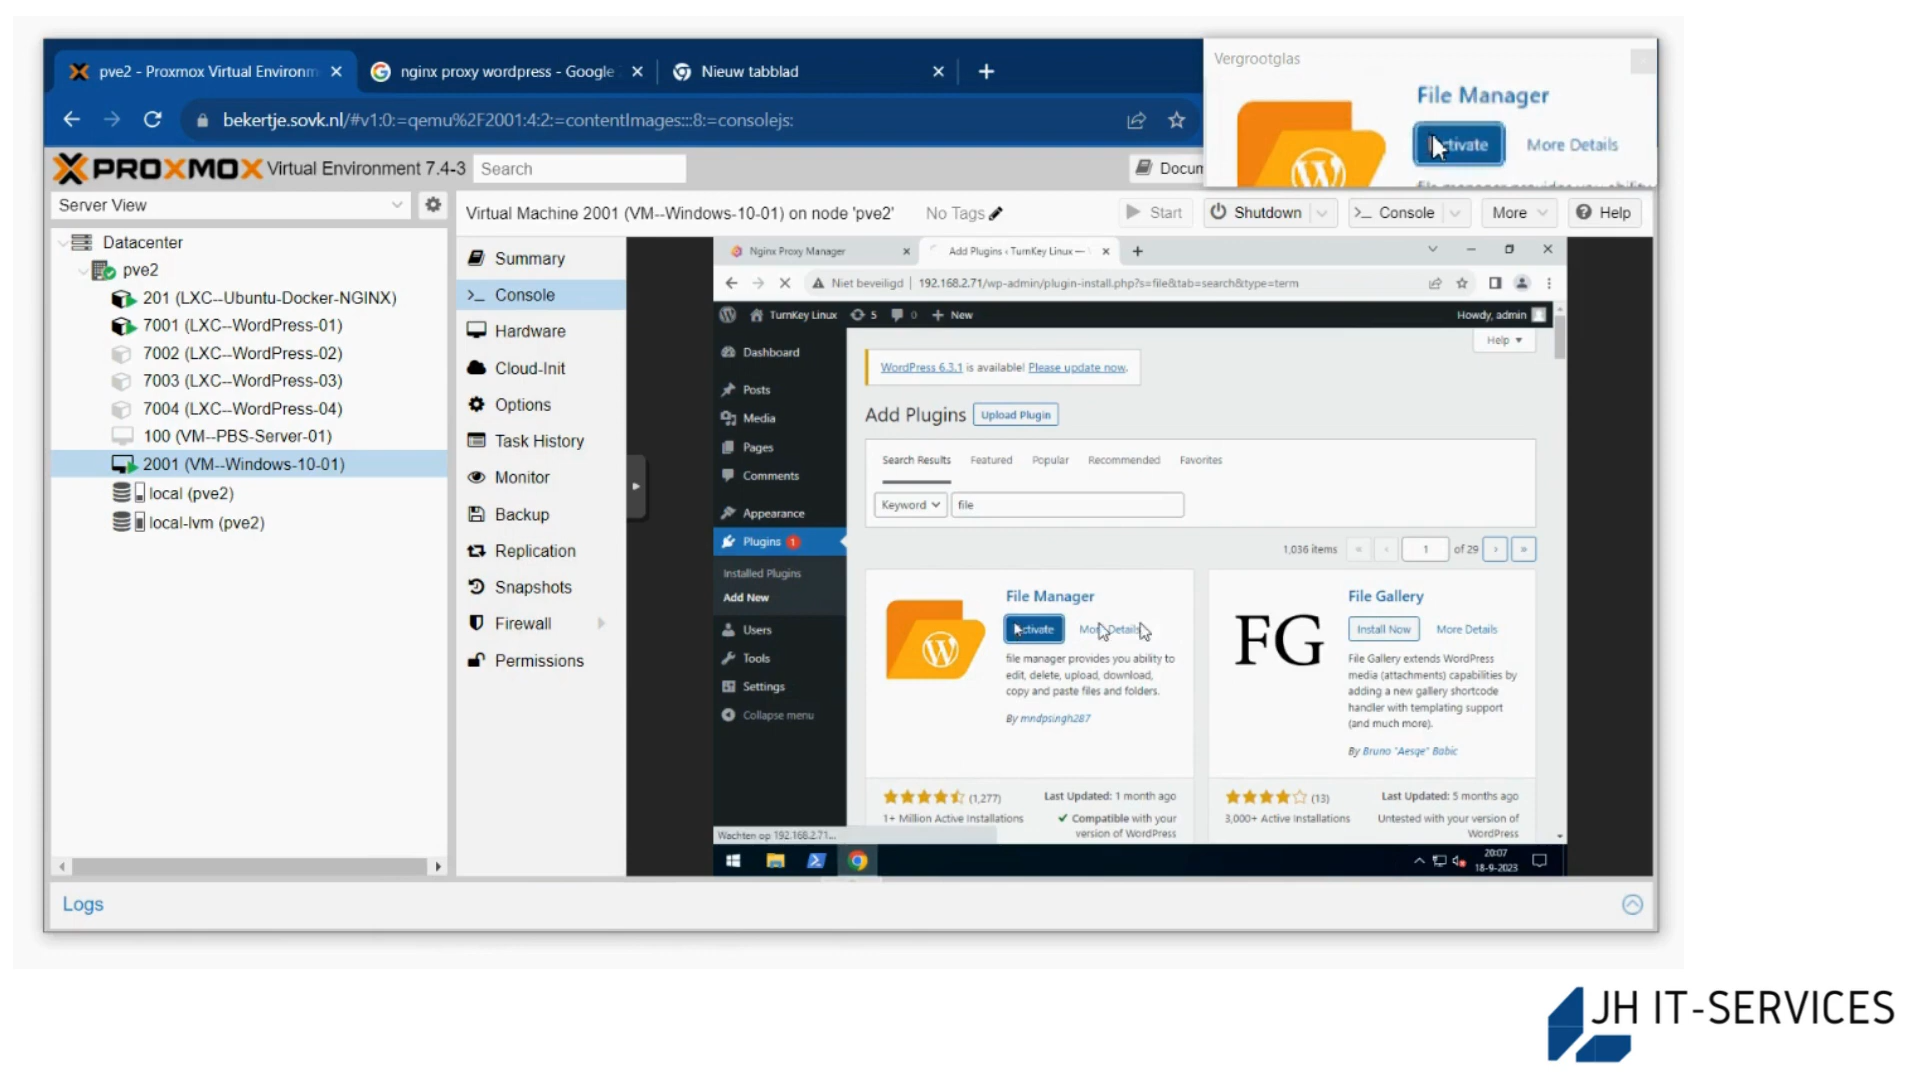 pve2 - Proxmox Virtual Environm
nginx proxy wordpress - Google
Nieuw tabblad
Vergrootglas
File Manager
More Details
bekertje.sovk.nl/#v1:0:=qemu%2F2001:4:2:=contentImages:::8:=consolejs:
PROXMOX Virtual Environment 7.4-3
Search
Docum
Server View
Virtual Machine 2001 (VM--Windows-10-01) on node 'pve2'
No Tags
Start
Shutdown
Console
More
Help
Datacenter
pve2
201 (LXC--Ubuntu-Docker-NGINX)
7001 (LXC--WordPress-01)
7002 (LXC--WordPress-02)
7003 (LXC--WordPress-03)
7004 (LXC--WordPress-04)
100 (VM--PBS-Server-01)
2001 (VM--Windows-10-01)
local (pve2)
local-lvm (pve2)
Summary
Console
Hardware
Cloud-Init
Options
Task History
Monitor
Backup
Replication
Snapshots
Firewall
Permissions
Nginx Proxy Manager
Add Plugins ‹ TurnKey Linux —
Niet beveiligd | 192.168.2.71/wp-admin/plugin-install.php?s=file&tab=search&type=term
TurnKey Linux
5
0
New
Howdy, admin
Help
Dashboard
Posts
Media
Pages
Comments
Appearance
Plugins 1
Installed Plugins
Add New
Users
Tools
Settings
Collapse menu
WordPress 6.3.1 is available! Please update now.
Add Plugins
Upload Plugin
Search Results
Featured
Popular
Recommended
Favorites
Keyword
file
1,036 items
« ‹ 1 of 29 › »
File Manager
file manager provides you ability to
edit, delete, upload, download,
copy and paste files and folders.
By mndpsingh287
(1,277)
Last Updated: 1 month ago
1+ Million Active Installations
Compatible with your
version of WordPress
FG
File Gallery
Install Now
More Details
File Gallery extends WordPress
media (attachments) capabilities by
adding a new gallery shortcode
handler with templating support
(and much more).
By Bruno "Aesqe" Babic
(13)
Last Updated: 5 months ago
3,000+ Active Installations
Untested with your version of
WordPress
Wachten op 192.168.2.71...
20:07
18-9-2023
Logs
JH IT-SERVICES